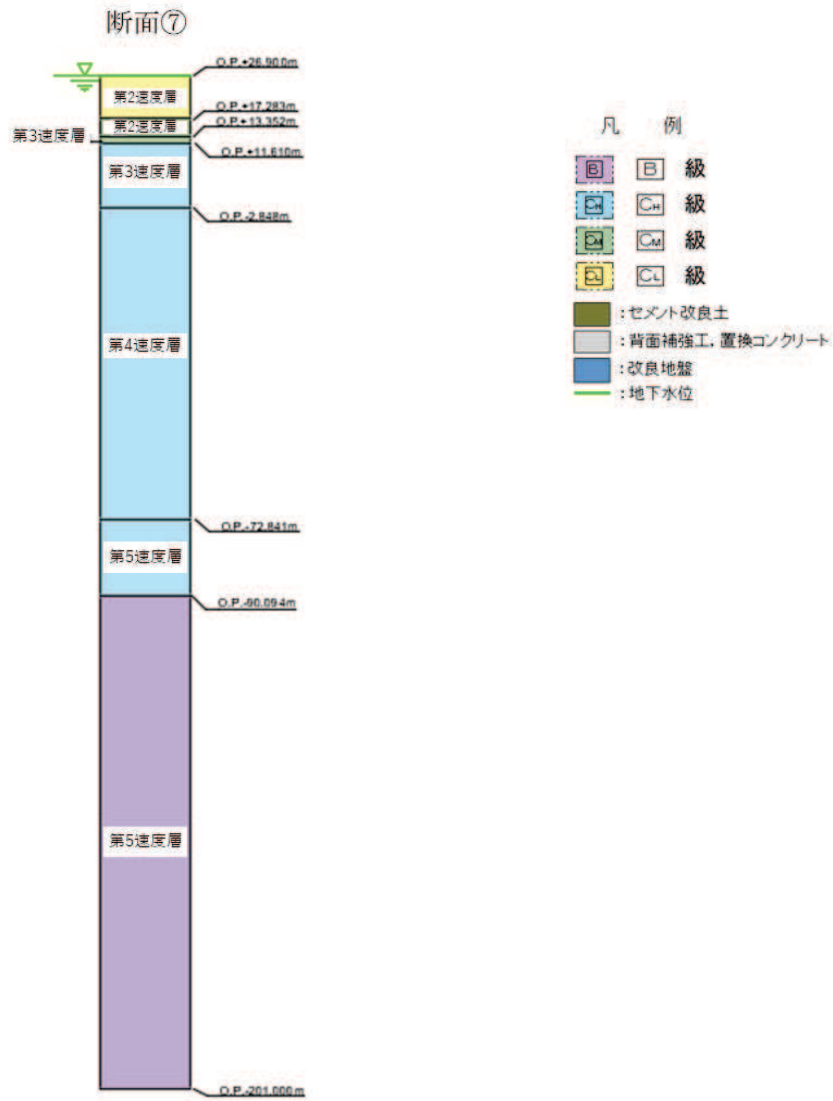 断面⑦
O.P.+26.900m
第2速度層
O.P.+17.283m
第2速度層
O.P.+13.352m
第3速度層
O.P.+11.610m
第3速度層
O.P.-2.848m
第4速度層
O.P.-72.841m
第5速度層
O.P.-90.094m
第5速度層
O.P.-201.000m
凡 例
B B 級
CH CH 級
CM CM 級
CL CL 級
：セメント改良土
：背面補強工，置換コンクリート
：改良地盤
：地下水位